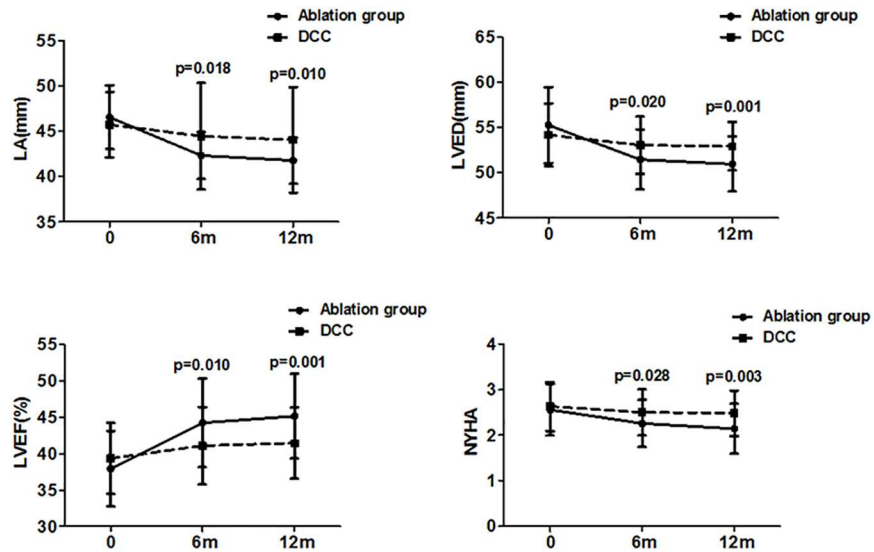 Ablation group
DCC
55
50
45
40
35
LA(mm)
p=0.018
p=0.010
0
6m
12m
Ablation group
DCC
65
60
55
50
45
LVED(mm)
p=0.020
p=0.001
0
6m
12m
Ablation group
DCC
55
50
45
40
35
30
LVEF(%)
p=0.010
p=0.001
0
6m
12m
Ablation group
DCC
4
3
2
1
0
NYHA
p=0.028
p=0.003
0
6m
12m